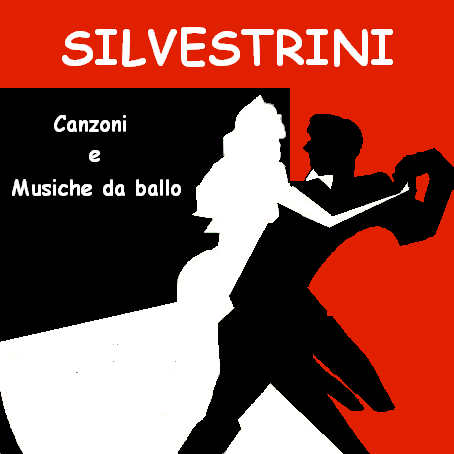 SILVESTRINI
Canzoni
e
Musiche da ballo